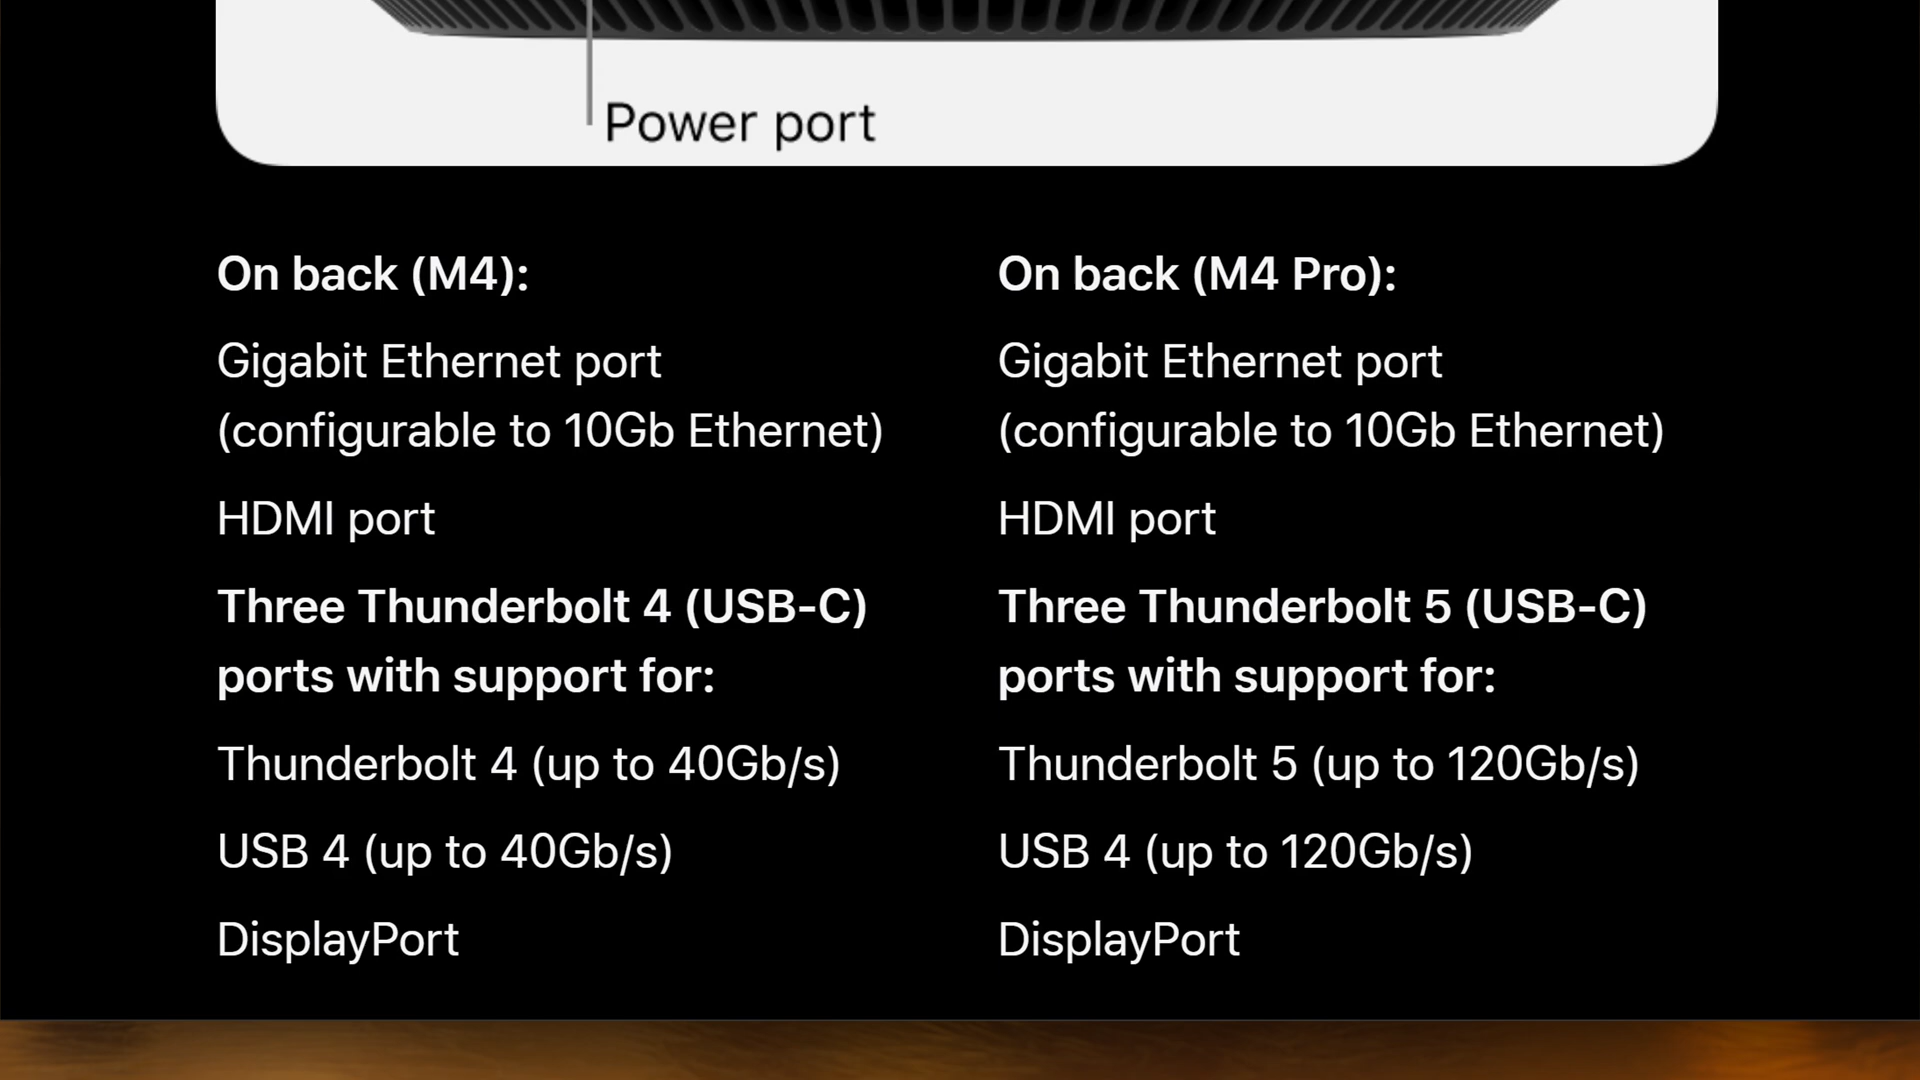 Power port
On back (M4):
Gigabit Ethernet port
(configurable to 10Gb Ethernet)
HDMI port
Three Thunderbolt 4 (USB-C)
ports with support for:
Thunderbolt 4 (up to 40Gb/s)
USB 4 (up to 40Gb/s)
DisplayPort
On back (M4 Pro):
Gigabit Ethernet port
(configurable to 10Gb Ethernet)
HDMI port
Three Thunderbolt 5 (USB-C)
ports with support for:
Thunderbolt 5 (up to 120Gb/s)
USB 4 (up to 120Gb/s)
DisplayPort